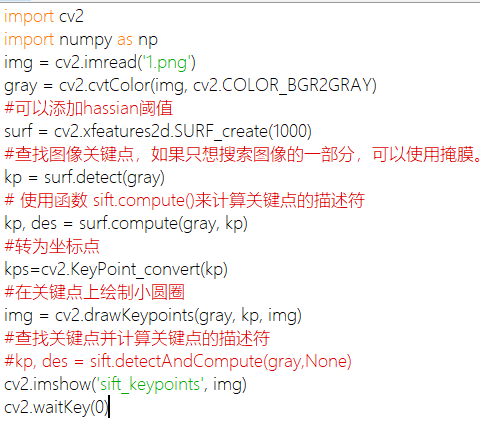 import cv2
import numpy as np
img = cv2.imread('1.png')
gray = cv2.cvtColor(img, cv2.COLOR_BGR2GRAY)
#可以添加hassian阈值
surf = cv2.xfeatures2d.SURF_create(1000)
#查找图像关键点，如果只想搜索图像的一部分，可以使用掩膜。
kp = surf.detect(gray)
# 使用函数 sift.compute()来计算关键点的描述符
kp, des = surf.compute(gray, kp)
#转为坐标点
kps=cv2.KeyPoint_convert(kp)
#在关键点上绘制小圆圈
img = cv2.drawKeypoints(gray, kp, img)
#查找关键点并计算关键点的描述符
#kp, des = sift.detectAndCompute(gray,None)
cv2.imshow('sift_keypoints', img)
cv2.waitKey(0)